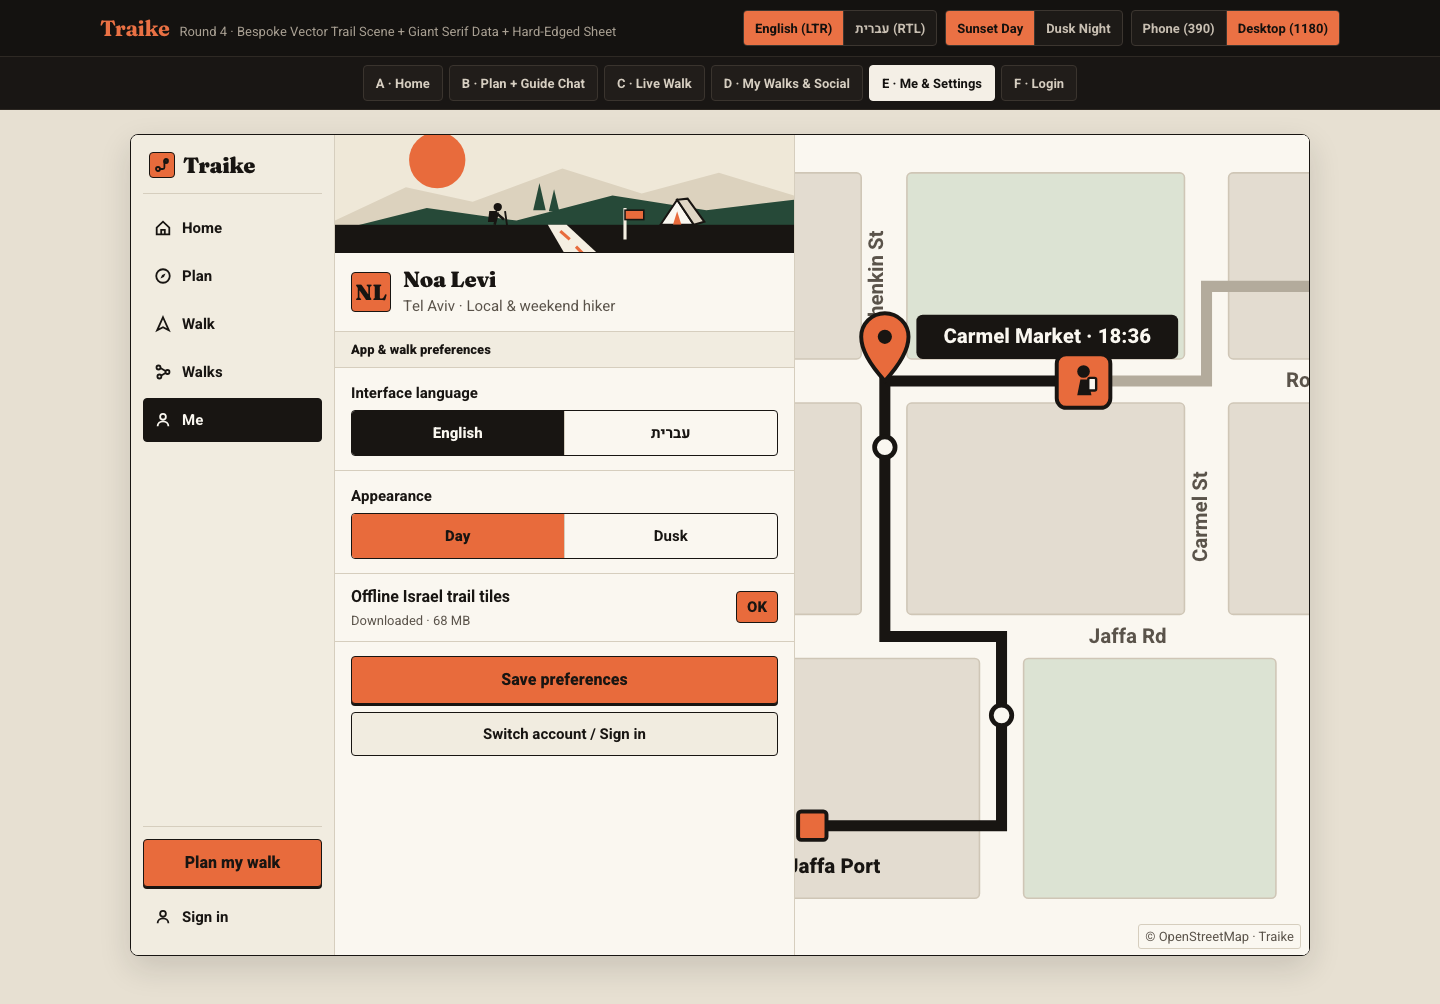 Traike Round 4 · Bespoke Vector Trail Scene + Giant Serif Data + Hard-Edged Sheet
English (LTR) עברית (RTL) Sunset Day Dusk Night Phone (390) Desktop (1180)
A · Home B · Plan + Guide Chat C · Live Walk D · My Walks & Social E · Me & Settings F · Login
Traike
Home
Plan
Walk
Walks
Me
Plan my walk
Sign in
NL Noa Levi
Tel Aviv · Local & weekend hiker
App & walk preferences
Interface language
English עברית
Appearance
Day Dusk
Offline Israel trail tiles
Downloaded · 68 MB
OK
Save preferences
Switch account / Sign in
henkin St
Carmel Market · 18:36
Ro
Carmel St
Jaffa Rd
Jaffa Port
© OpenStreetMap · Traike